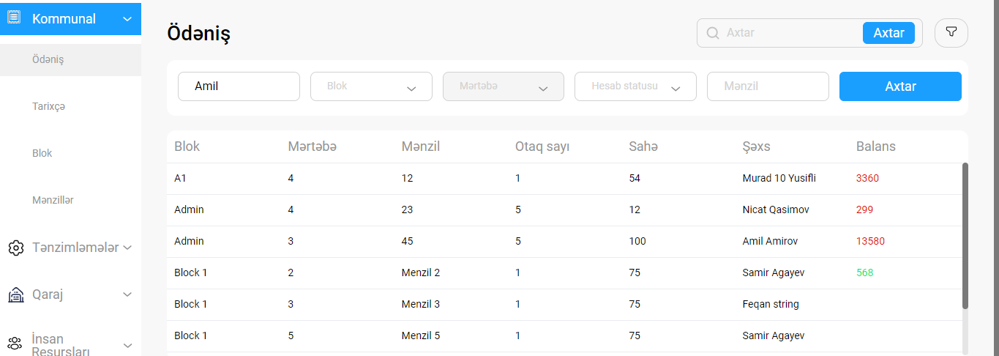 Kommunal
Ödəniş
Tarixçə
Blok
Mənzillər
Tənzimləmələr
Qaraj
İnsan
Resursları
Ödəniş
Axtar Axtar
Amil Blok Mərtəbə Hesab statusu Mənzil Axtar
Blok Mərtəbə Mənzil Otaq sayı Sahə Şəxs Balans
A1 4 12 1 54 Murad 10 Yusifli 3360
Admin 4 23 5 12 Nicat Qasimov 299
Admin 3 45 5 100 Amil Amirov 13580
Block 1 2 Menzil 2 1 75 Samir Agayev 568
Block 1 3 Menzil 3 1 75 Feqan string
Block 1 5 Menzil 5 1 75 Samir Agayev